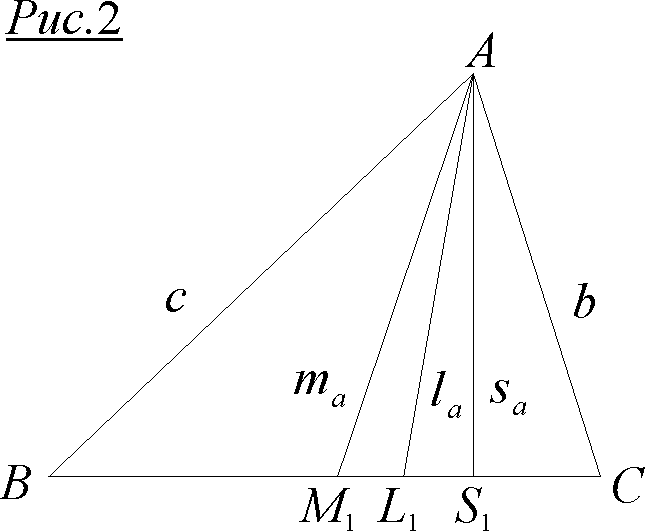 Рис.2
A
c
b
m_a l_a s_a
B M_1 L_1 S_1 C